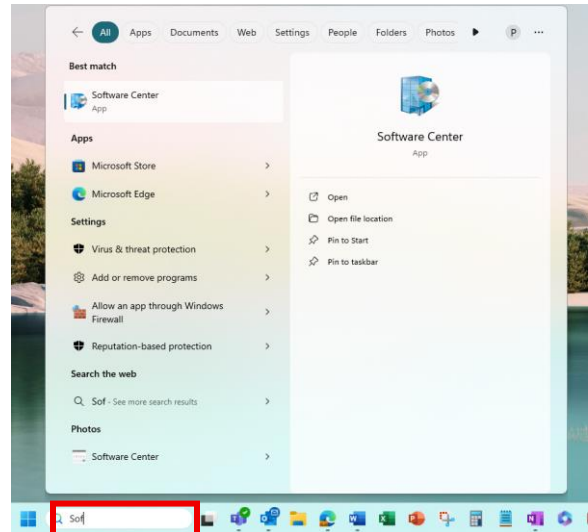 All Apps Documents Web Settings People Folders Photos P ...
Best match
Software Center
App
Apps
Microsoft Store
Microsoft Edge
Settings
Virus & threat protection
Add or remove programs
Allow an app through Windows
Firewall
Reputation-based protection
Search the web
Sof - See more search results
Photos
Software Center
Software Center
App
Open
Open file location
Pin to Start
Pin to taskbar
Sof